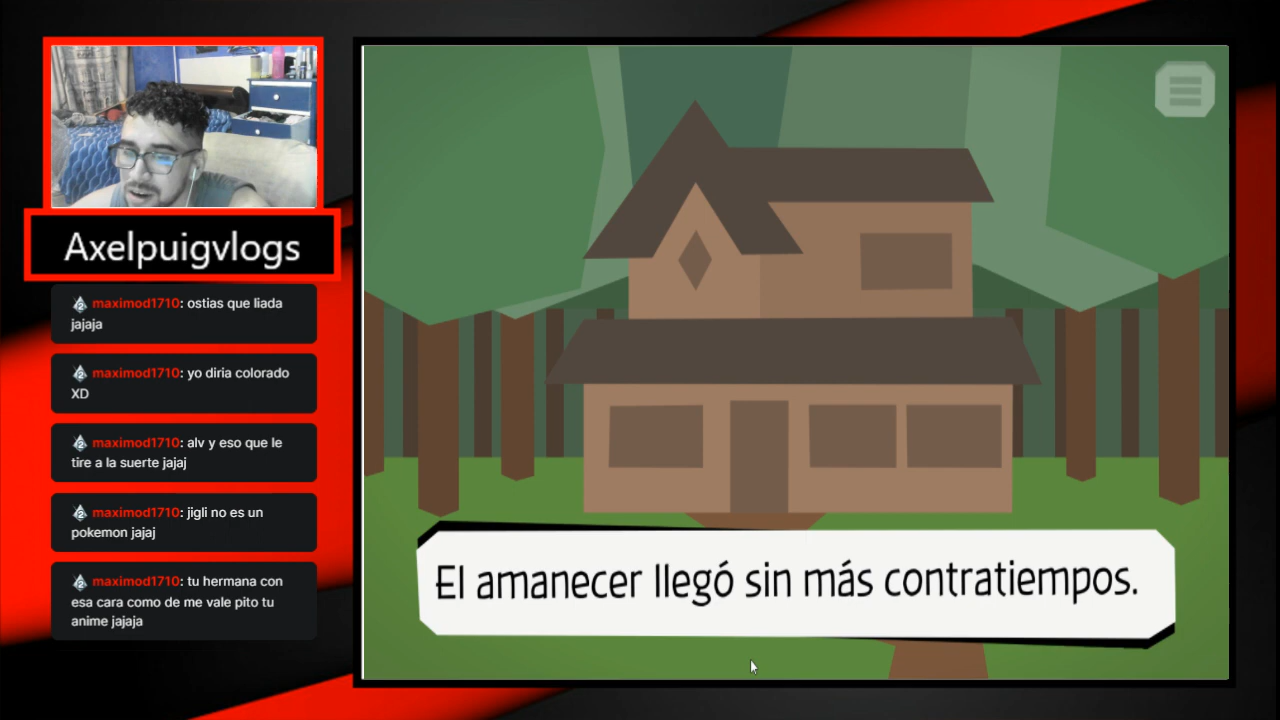 Axelpuigvlogs
maximod1710: ostias que liada
jajaja
maximod1710: yo diria colorado
XD
maximod1710: alv y eso que le
tire a la suerte jajaj
maximod1710: jigli no es un
pokemon jajaj
maximod1710: tu hermana con
esa cara como de me vale pito tu
anime jajaja
El amanecer llegó sin más contratiempos.